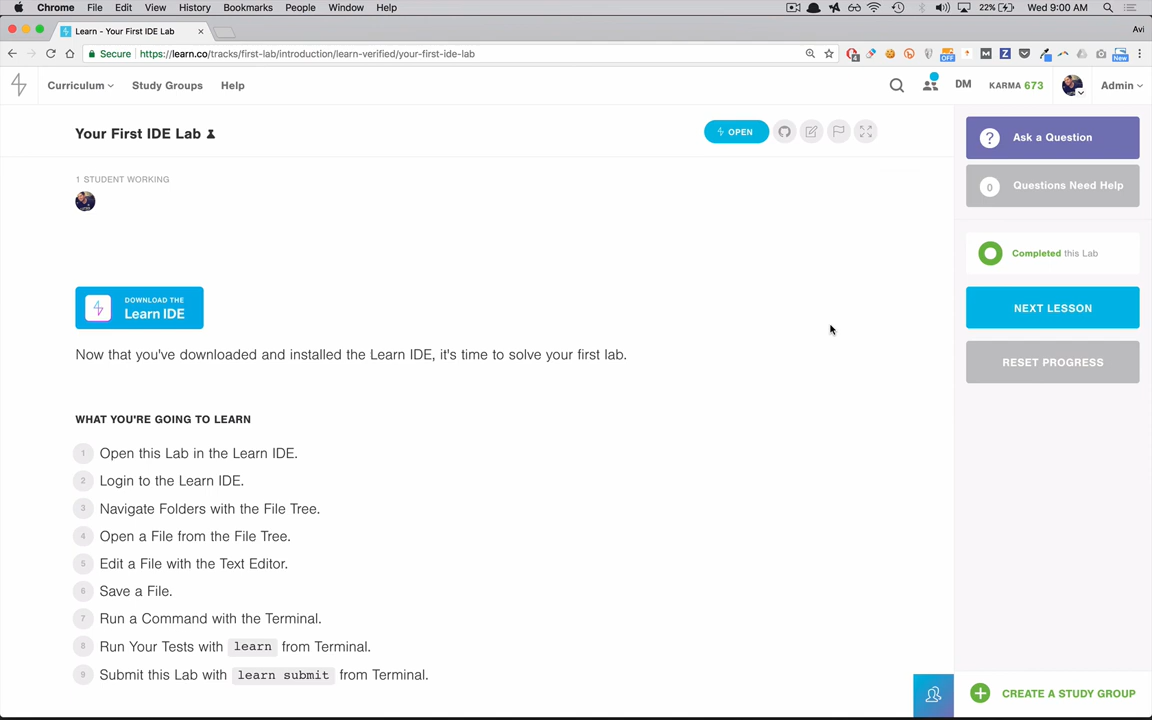 Chrome File Edit View History Bookmarks People Window Help 22% Wed 9:00 AM
Learn - Your First IDE Lab Avi
Secure https://learn.co/tracks/first-lab/introduction/learn-verified/your-first-ide-lab
OFF New
Curriculum Study Groups Help DM KARMA 673 Admin
Your First IDE Lab OPEN
Ask a Question
1 STUDENT WORKING
0 Questions Need Help
Completed this Lab
DOWNLOAD THE
Learn IDE
NEXT LESSON
Now that you've downloaded and installed the Learn IDE, it's time to solve your first lab.
RESET PROGRESS
WHAT YOU'RE GOING TO LEARN
1 Open this Lab in the Learn IDE.
2 Login to the Learn IDE.
3 Navigate Folders with the File Tree.
4 Open a File from the File Tree.
5 Edit a File with the Text Editor.
6 Save a File.
7 Run a Command with the Terminal.
8 Run Your Tests with learn from Terminal.
9 Submit this Lab with learn submit from Terminal.
CREATE A STUDY GROUP